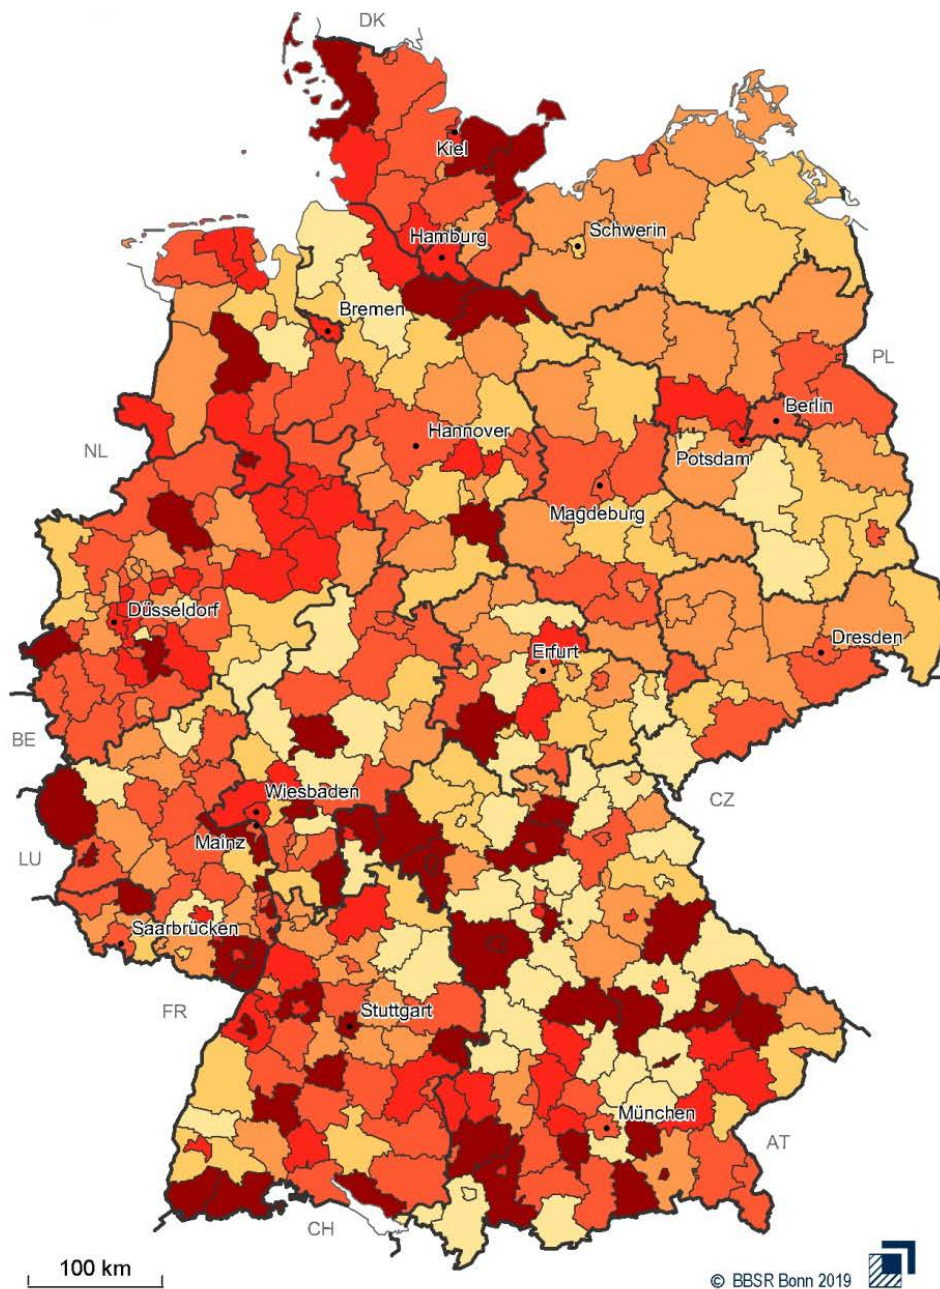 DK
Kiel
Hamburg
Schwerin
Bremen
PL
Berlin
Hannover
NL
Potsdam
Magdeburg
Düsseldorf
Dresden
Erfurt
BE
Wiesbaden
CZ
Mainz
LU
Saarbrücken
FR
Stuttgart
München
AT
CH
100 km
© BBSR Bonn 2019